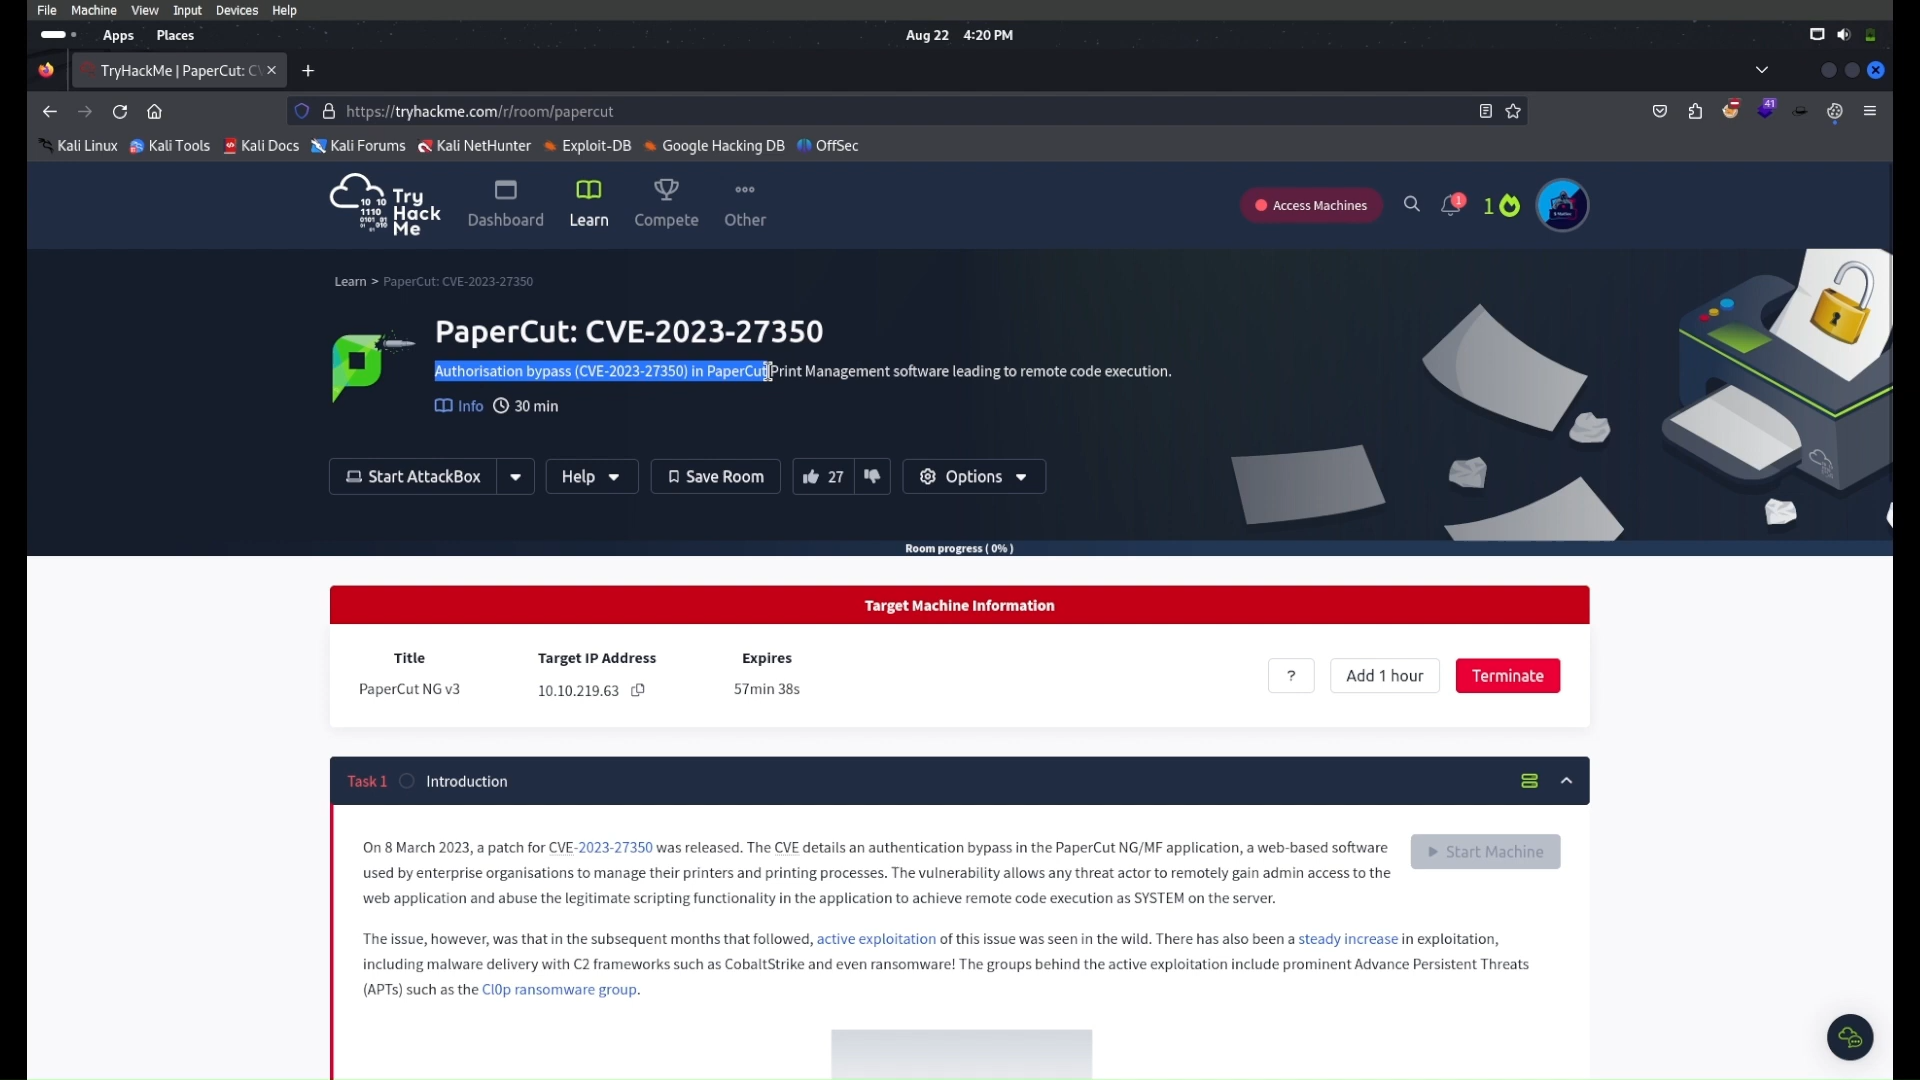 File Machine View Input Devices Help
Apps Places Aug 22 4:20 PM
TryHackMe | PaperCut: CV
https://tryhackme.com/r/room/papercut 41
Kali Linux Kali Tools Kali Docs Kali Forums Kali NetHunter Exploit-DB Google Hacking DB OffSec
Try Hack Me Dashboard Learn Compete Other Access Machines 1 1
Learn > PaperCut: CVE-2023-27350
PaperCut: CVE-2023-27350
Authorisation bypass (CVE-2023-27350) in PaperCut Print Management software leading to remote code execution.
Info 30 min
Start AttackBox Help Save Room 27 Options
Room progress ( 0% )
Target Machine Information
Title Target IP Address Expires
PaperCut NG v3 10.10.219.63 57min 38s ? Add 1 hour Terminate
Task 1 Introduction
On 8 March 2023, a patch for CVE-2023-27350 was released. The CVE details an authentication bypass in the PaperCut NG/MF application, a web-based software
Start Machine
used by enterprise organisations to manage their printers and printing processes. The vulnerability allows any threat actor to remotely gain admin access to the
web application and abuse the legitimate scripting functionality in the application to achieve remote code execution as SYSTEM on the server.
The issue, however, was that in the subsequent months that followed, active exploitation of this issue was seen in the wild. There has also been a steady increase in exploitation,
including malware delivery with C2 frameworks such as CobaltStrike and even ransomware! The groups behind the active exploitation include prominent Advance Persistent Threats
(APTs) such as the Cl0p ransomware group.